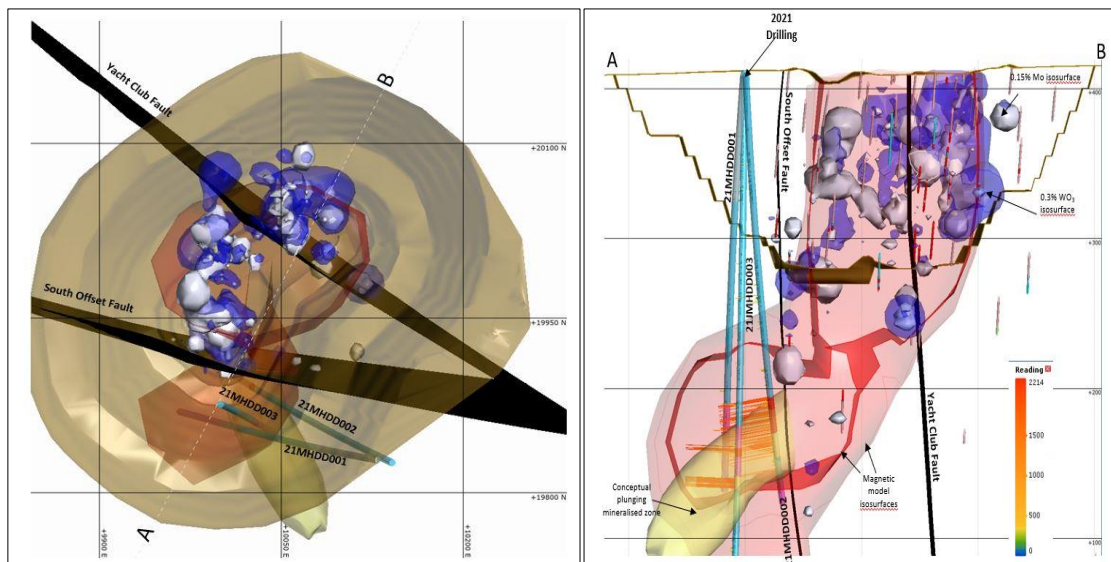 Yacht Club Fault
B
+20100 N
South Offset Fault
+19950 N
21MHDD003
21MHDD002
21MHDD001
+19800 N
A
+9900 E
+10050 E
+10200 E
2021
Drilling
A
B
0.15% Mo isosurface
+400
South Offset Fault
21MHDD001
0.3% WO₃
isosurface
+300
21MHDD003
Reading
2214
+200
1500
Yacht Club Fault
1000
Conceptual
plunging
mineralised zone
Magnetic
model
isosurfaces
500
21MHDD002
0
+100